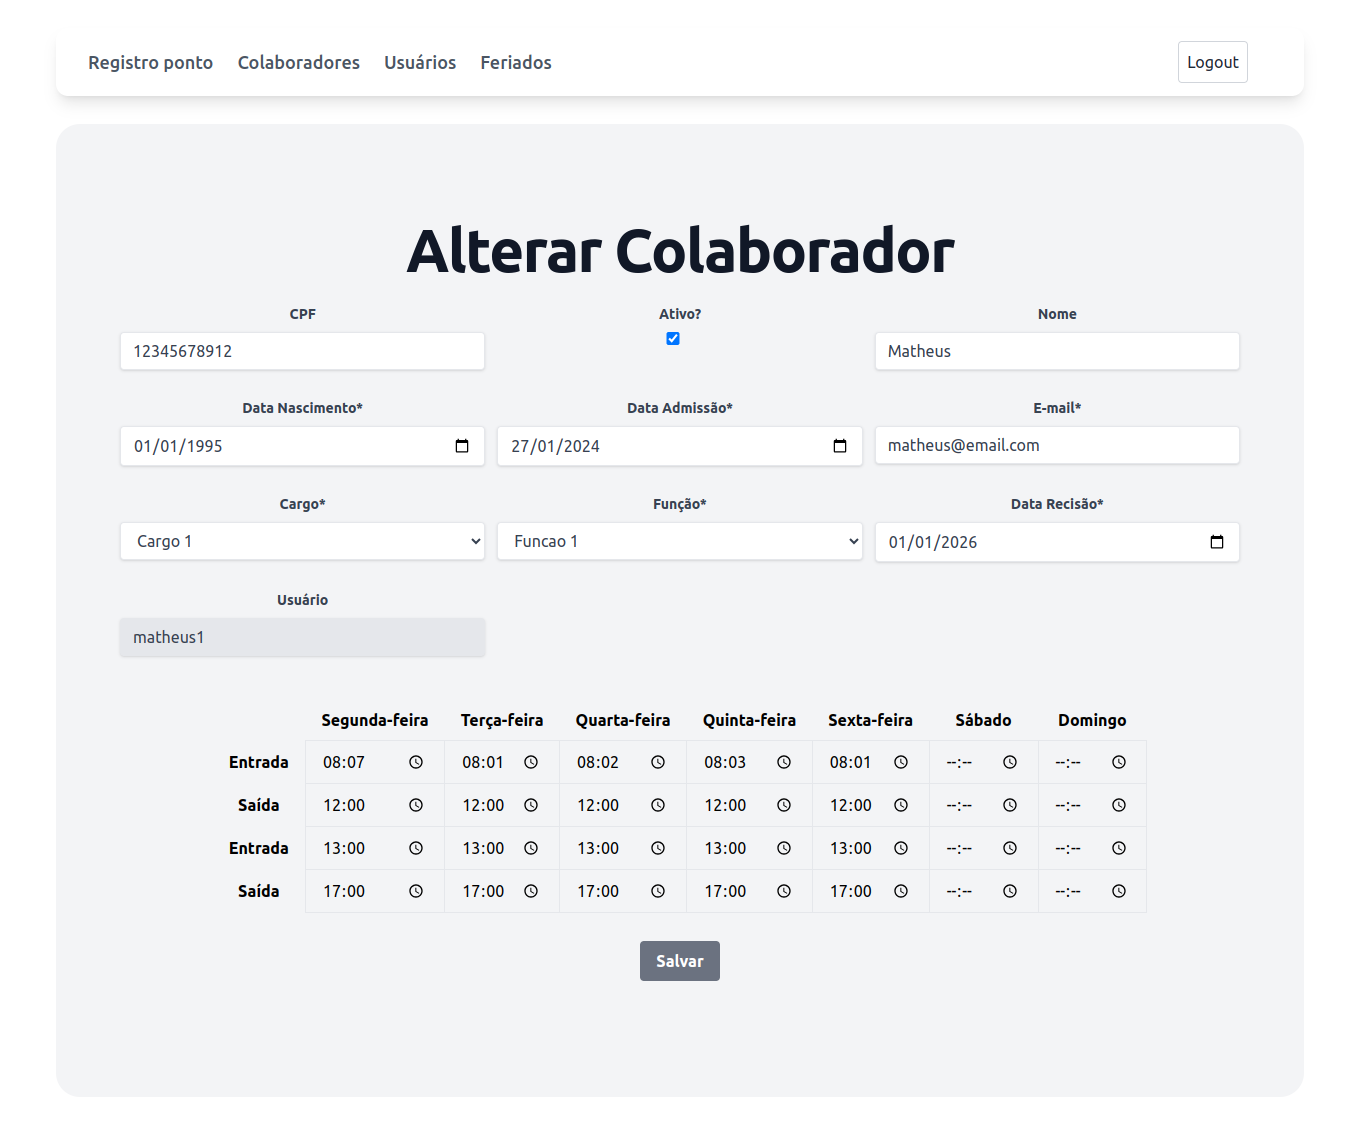 Registro ponto Colaboradores Usuários Feriados Logout
Alterar Colaborador
CPF Ativo? Nome
12345678912 Matheus
Data Nascimento* Data Admissão* E-mail*
01/01/1995 27/01/2024 matheus@email.com
Cargo* Função* Data Recisão*
Cargo 1 Funcao 1 01/01/2026
Usuário
matheus1
Segunda-feira Terça-feira Quarta-feira Quinta-feira Sexta-feira Sábado Domingo
Entrada 08:07 08:01 08:02 08:03 08:01 --:-- --:--
Saída 12:00 12:00 12:00 12:00 12:00 --:-- --:--
Entrada 13:00 13:00 13:00 13:00 13:00 --:-- --:--
Saída 17:00 17:00 17:00 17:00 17:00 --:-- --:--
Salvar